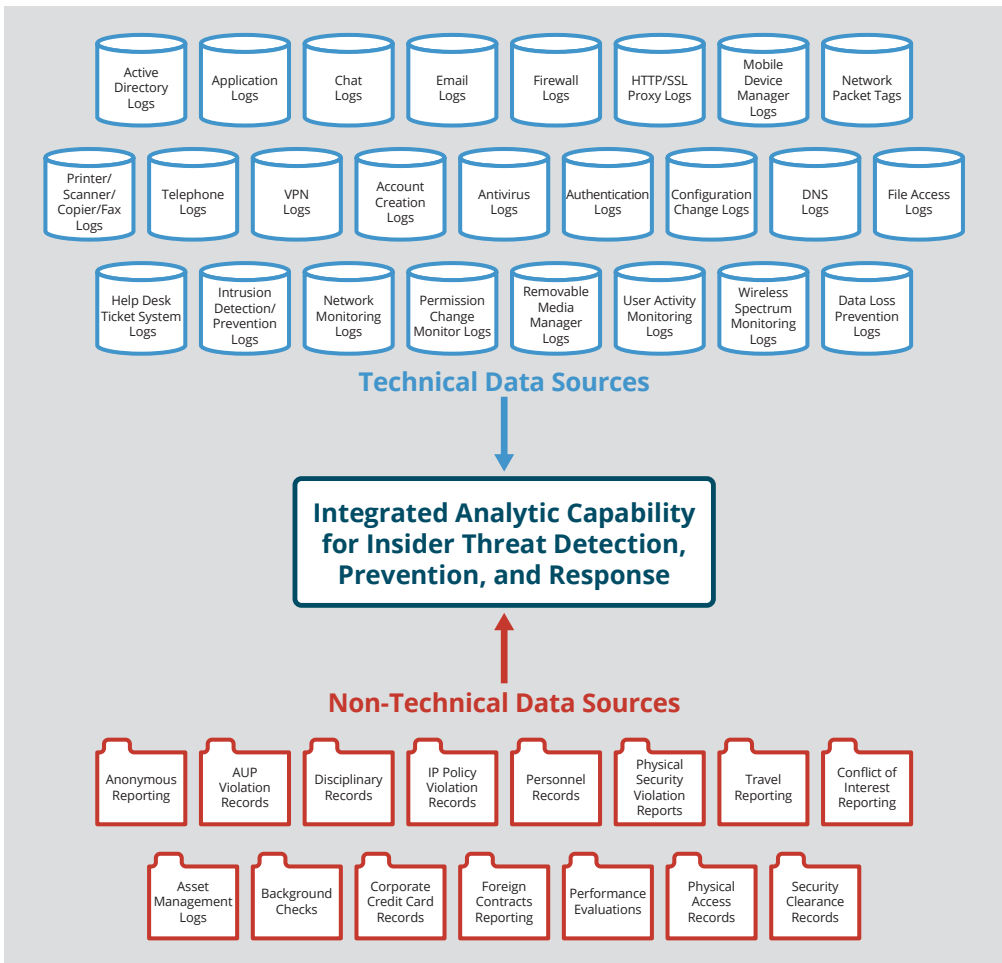 Active
Directory
Logs
Application
Logs
Chat
Logs
Email
Logs
Firewall
Logs
HTTP/SSL
Proxy Logs
Mobile
Device
Manager
Logs
Network
Packet Tags
Printer/
Scanner/
Copier/Fax
Logs
Telephone
Logs
VPN
Logs
Account
Creation
Logs
Antivirus
Logs
Authentication
Logs
Configuration
Change Logs
DNS
Logs
File Access
Logs
Help Desk
Ticket System
Logs
Intrusion
Detection/
Prevention
Logs
Network
Monitoring
Logs
Permission
Change
Monitor Logs
Removable
Media
Manager
Logs
User Activity
Monitoring
Logs
Wireless
Spectrum
Monitoring
Logs
Data Loss
Prevention
Logs
Technical Data Sources
Integrated Analytic Capability
for Insider Threat Detection,
Prevention, and Response
Non-Technical Data Sources
Anonymous
Reporting
AUP
Violation
Records
Disciplinary
Records
IP Policy
Violation
Records
Personnel
Records
Physical
Security
Violation
Reports
Travel
Reporting
Conflict of
Interest
Reporting
Asset
Management
Logs
Background
Checks
Corporate
Credit Card
Records
Foreign
Contracts
Reporting
Performance
Evaluations
Physical
Access
Records
Security
Clearance
Records